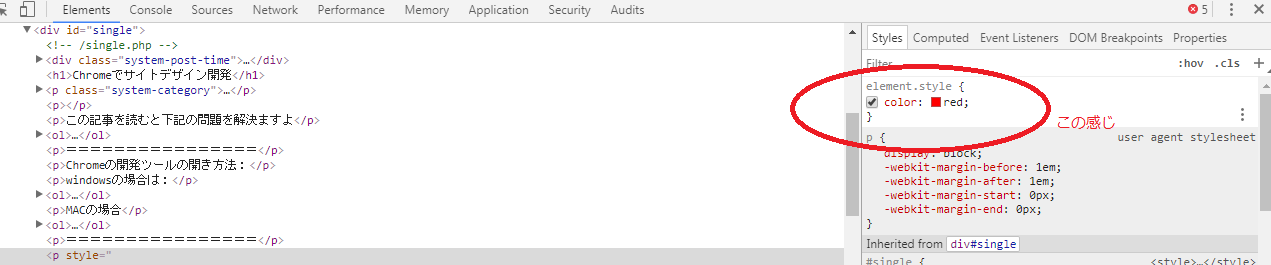 Elements Console Sources Network Performance Memory Application Security Audits 5
<div id="single">
<!-- /single.php -->
<div class="system-post-time">…</div>
<h1>Chromeでサイトデザイン開発</h1>
<p class="system-category">…</p>
<p></p>
<p>この記事を読むと下記の問題を解決ますよ</p>
<ol>…</ol>
<p>================</p>
<p>Chromeの開発ツールの開き方法：</p>
<p>windowsの場合は：</p>
<ol>…</ol>
<p>MACの場合</p>
<ol>…</ol>
<p>================</p>
<p style="
Styles Computed Event Listeners DOM Breakpoints Properties
Filter :hov .cls +
element.style {
color: red;
}
この感じ
p { user agent stylesheet
display: block;
-webkit-margin-before: 1em;
-webkit-margin-after: 1em;
-webkit-margin-start: 0px;
-webkit-margin-end: 0px;
}
Inherited from div#single
#single { <style>…</style>